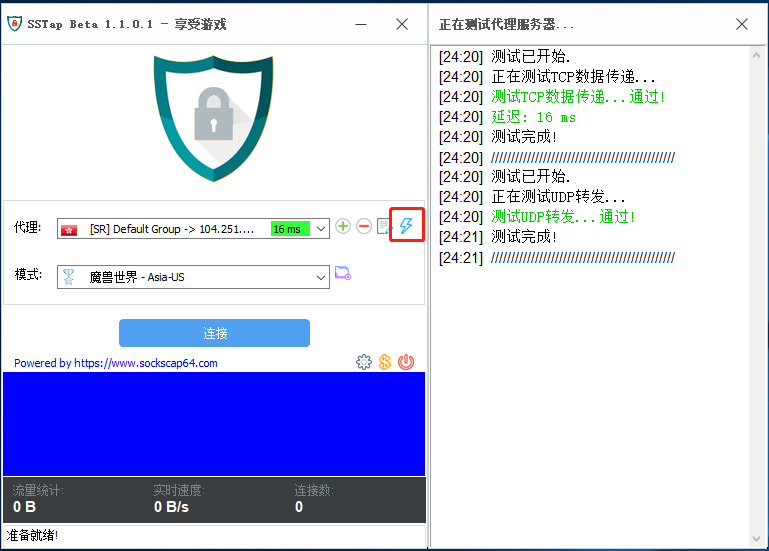 SSTap Beta 1.1.0.1 - 享受游戏
代理:
[SR] Default Group -> 104.251....
16 ms
模式:
魔兽世界 - Asia-US
连接
Powered by https://www.sockscap64.com
流量统计: 实时速度: 连接数:
0 B 0 B/s 0
准备就绪!
正在测试代理服务器...
[24:20] 测试已开始.
[24:20] 正在测试TCP数据传递...
[24:20] 测试TCP数据传递...通过!
[24:20] 延迟: 16 ms
[24:20] 测试完成!
[24:20] //////////////////////////////////////////////
[24:20] 测试已开始.
[24:20] 正在测试UDP转发...
[24:20] 测试UDP转发...通过!
[24:21] 测试完成!
[24:21] //////////////////////////////////////////////